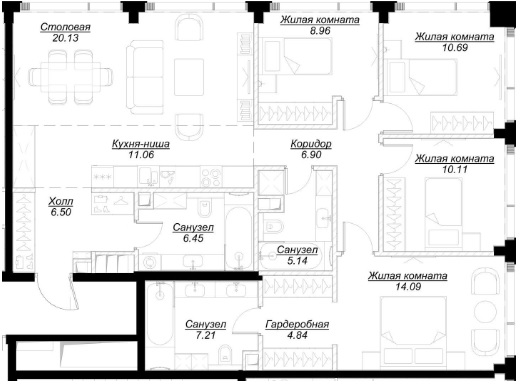 Столовая
20.13
Жилая комната
8.96
Жилая комната
10.69
Кухня-ниша
11.06
Коридор
6.90
Жилая комната
10.11
Холл
6.50
Санузел
6.45
Санузел
5.14
Жилая комната
14.09
Санузел
7.21
Гардеробная
4.84